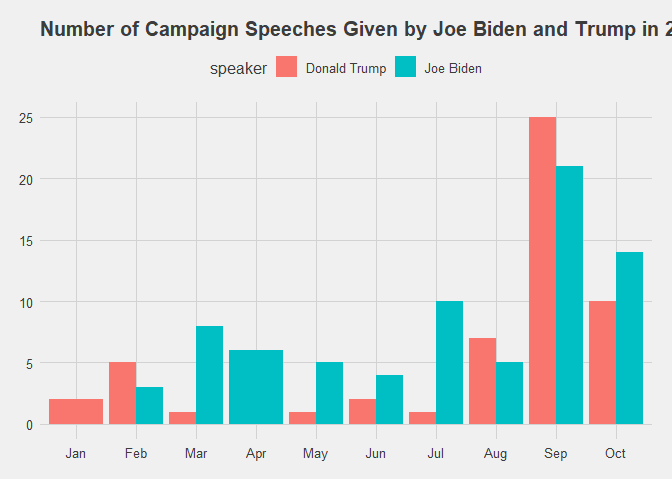 Number of Campaign Speeches Given by Joe Biden and Trump in 2
speaker Donald Trump Joe Biden
25
20
15
10
5
0
Jan Feb Mar Apr May Jun Jul Aug Sep Oct